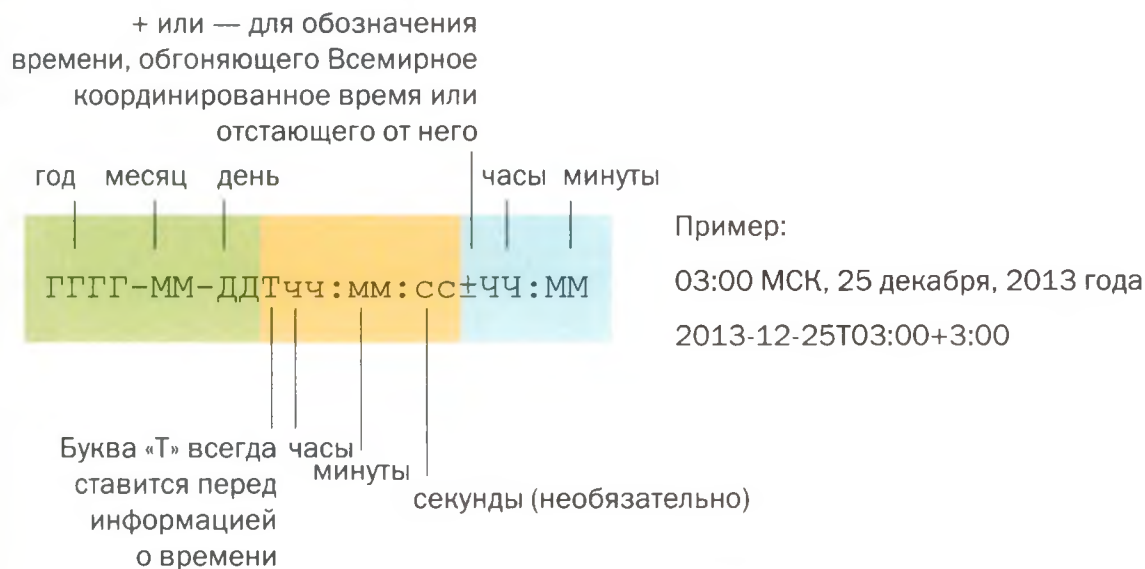 + или — для обозначения
времени, обгоняющего Всемирное
координированное время или
отстающего от него
год месяц день часы минуты
ГГГГ-ММ-ДДТчч:мм:сс±ЧЧ:ММ
Буква «Т» всегда
ставится перед
информацией
о времени
часы
минуты
секунды (необязательно)
Пример:
03:00 МСК, 25 декабря, 2013 года
2013-12-25T03:00+3:00